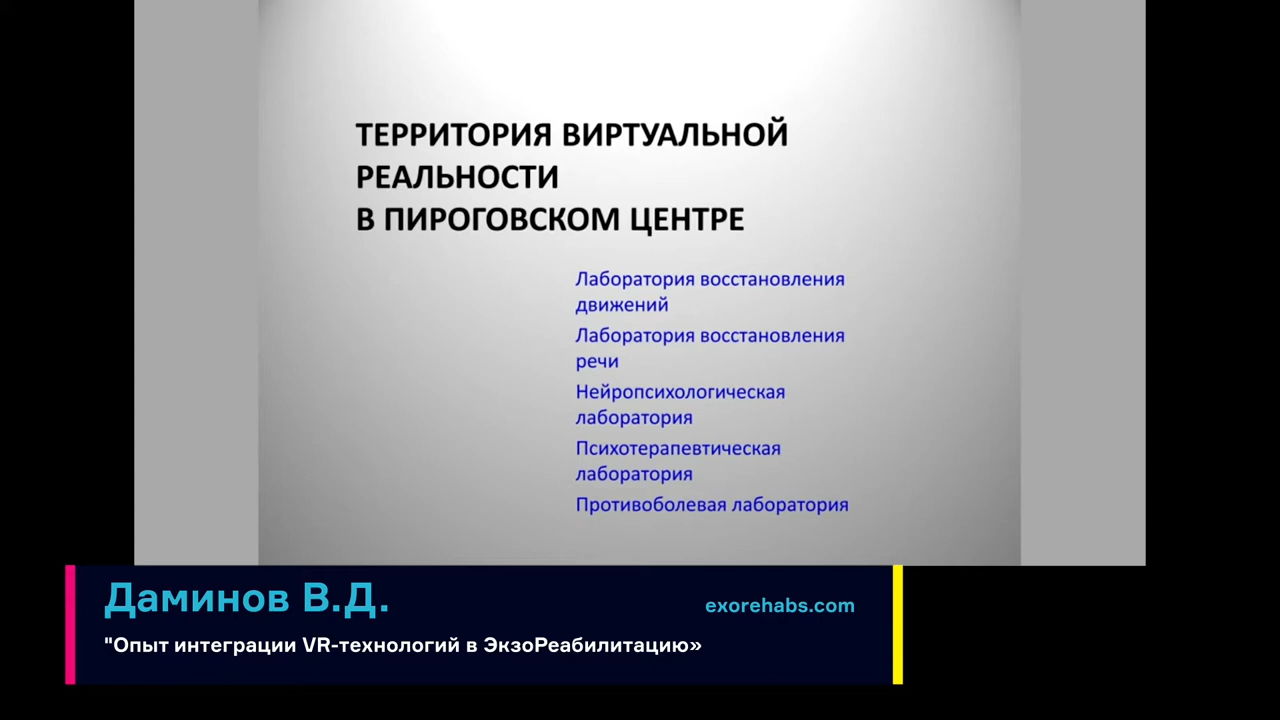 ТЕРРИТОРИЯ ВИРТУАЛЬНОЙ
РЕАЛЬНОСТИ
В ПИРОГОВСКОМ ЦЕНТРЕ
Лаборатория восстановления
движений
Лаборатория восстановления
речи
Нейропсихологическая
лаборатория
Психотерапевтическая
лаборатория
Противоболевая лаборатория
Даминов В.Д.
exorehabs.com
"Опыт интеграции VR-технологий в ЭкзоРеабилитацию»